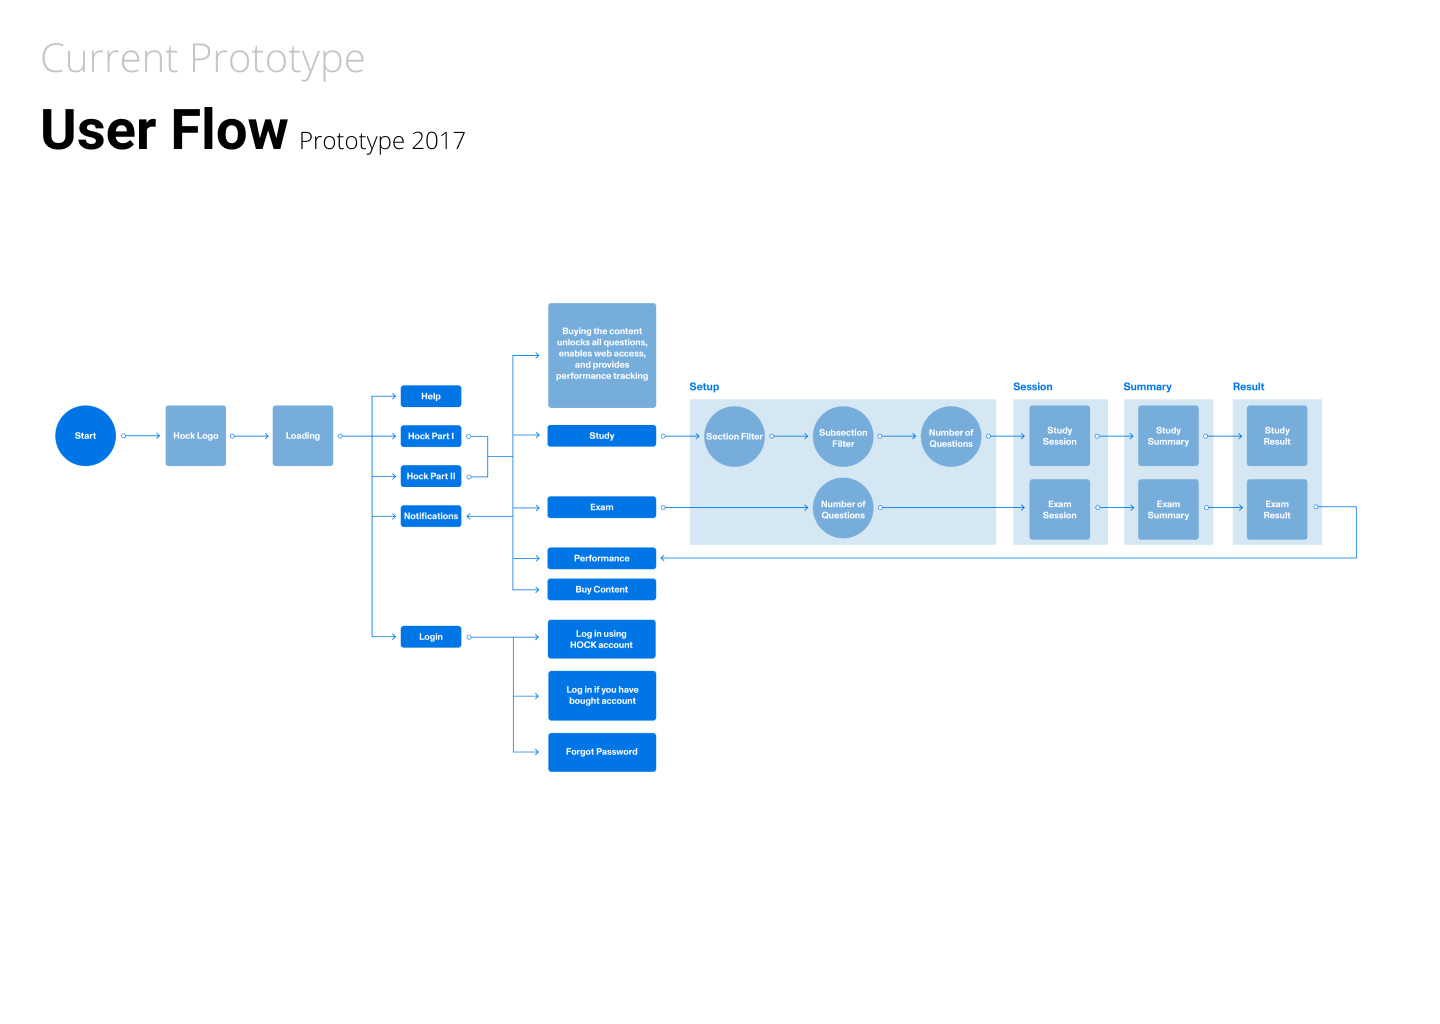 Current Prototype
User Flow Prototype 2017
Buying the content
unlocks all questions,
enables web access,
and provides
performance tracking
Setup
Session
Summary
Result
Start
Hock Logo
Loading
Help
Hock Part I
Hock Part II
Notifications
Login
Study
Exam
Performance
Buy Content
Log in using
HOCK account
Log in if you have
bought account
Forgot Password
Section Filter
Subsection
Filter
Number of
Questions
Study
Session
Study
Summary
Study
Result
Number of
Questions
Exam
Session
Exam
Summary
Exam
Result